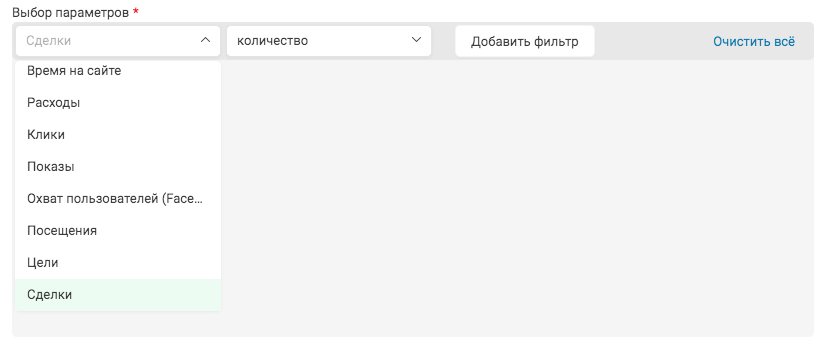 Выбор параметров *
Сделки
количество
Добавить фильтр
Очистить всё
Время на сайте
Расходы
Клики
Показы
Охват пользователей (Face...
Посещения
Цели
Сделки